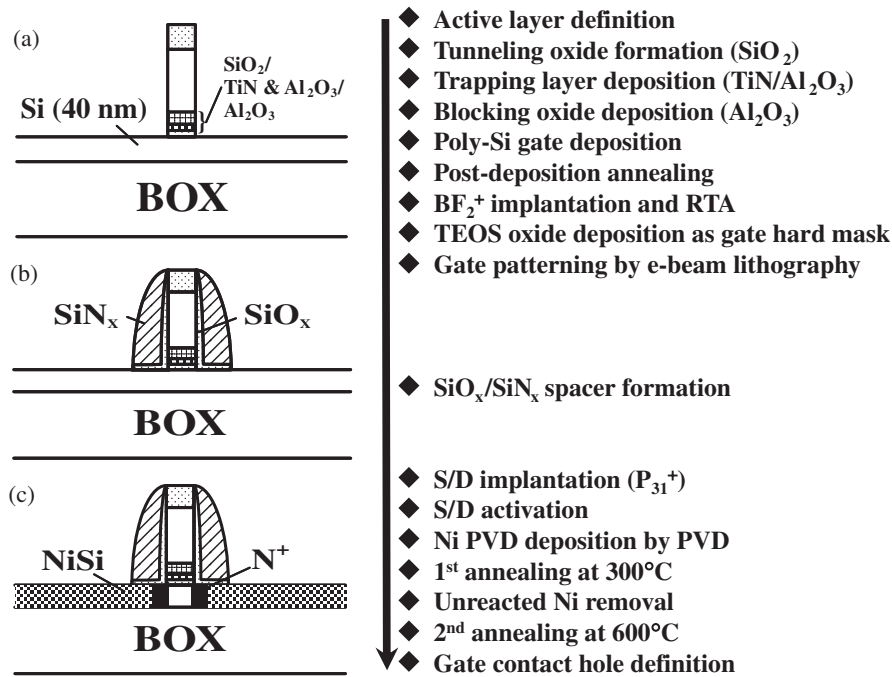 (a)
SiO₂/
TiN & Al₂O₃/
Al₂O₃
Si (40 nm)
BOX
◆ Active layer definition
◆ Tunneling oxide formation (SiO₂)
◆ Trapping layer deposition (TiN/Al₂O₃)
◆ Blocking oxide deposition (Al₂O₃)
◆ Poly-Si gate deposition
◆ Post-deposition annealing
◆ BF₂⁺ implantation and RTA
◆ TEOS oxide deposition as gate hard mask
◆ Gate patterning by e-beam lithography
(b)
SiNₓ
SiOₓ
BOX
◆ SiOₓ/SiNₓ spacer formation
(c)
NiSi
N⁺
BOX
◆ S/D implantation (P₃₁⁺)
◆ S/D activation
◆ Ni PVD deposition by PVD
◆ 1ˢᵗ annealing at 300°C
◆ Unreacted Ni removal
◆ 2ⁿᵈ annealing at 600°C
◆ Gate contact hole definition